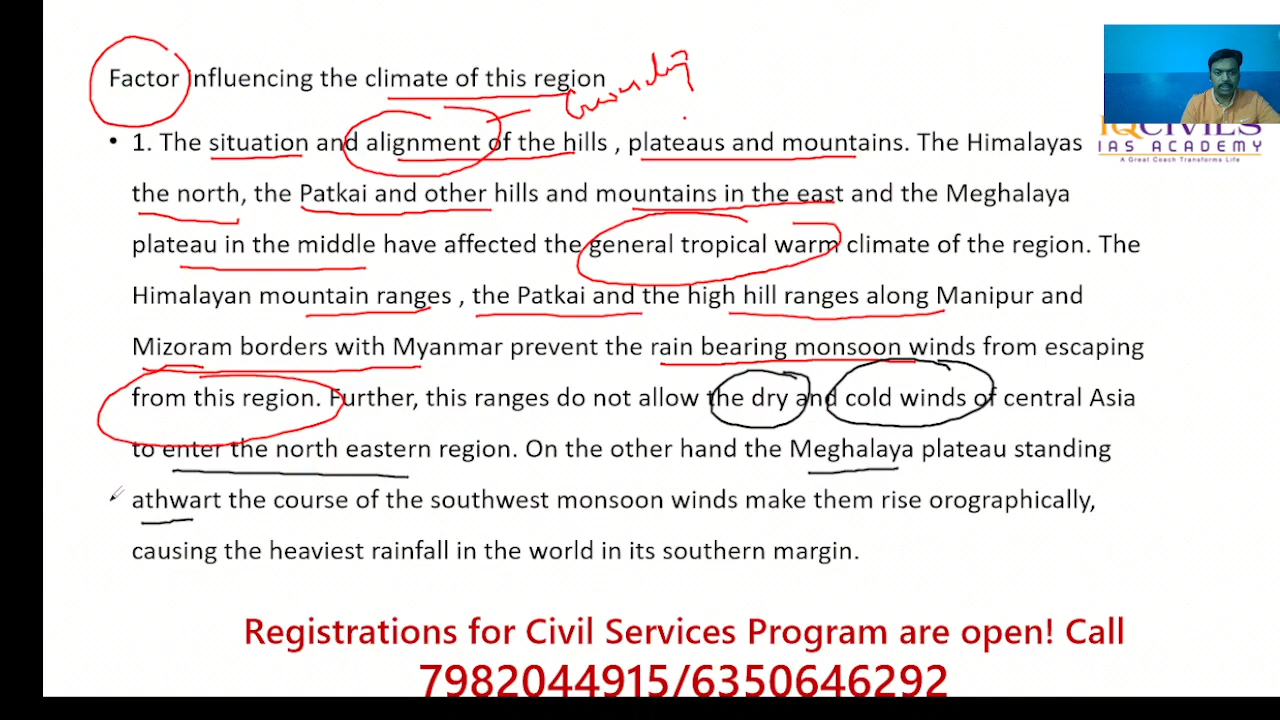 Factor influencing the climate of this region
• 1. The situation and alignment of the hills , plateaus and mountains. The Himalayas
the north, the Patkai and other hills and mountains in the east and the Meghalaya
plateau in the middle have affected the general tropical warm climate of the region. The
Himalayan mountain ranges , the Patkai and the high hill ranges along Manipur and
Mizoram borders with Myanmar prevent the rain bearing monsoon winds from escaping
from this region. Further, this ranges do not allow the dry and cold winds of central Asia
to enter the north eastern region. On the other hand the Meghalaya plateau standing
athwart the course of the southwest monsoon winds make them rise orographically,
causing the heaviest rainfall in the world in its southern margin.
IQCIVILS
IAS ACADEMY
A Great Coach Transforms Life
Registrations for Civil Services Program are open! Call
7982044915/6350646292